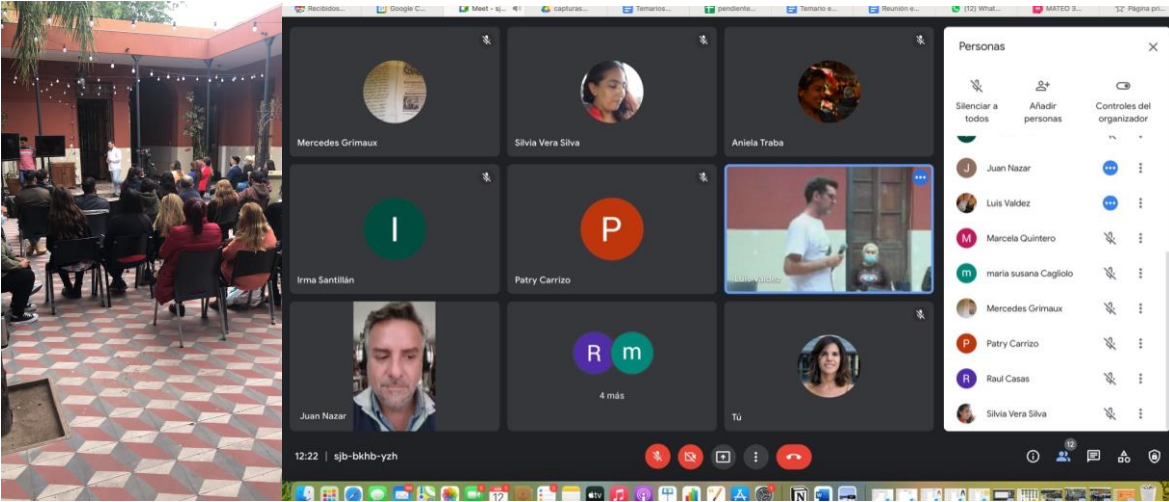 Recibidos...
Google C...
Meet - sj...
capturas...
Temarios...
pendiente...
Temario e...
Reunión e...
(12) What...
MATEO 3...
Página pri...
Mercedes Grimaux
Silvia Vera Silva
Aniela Traba
I
Irma Santillán
P
Patry Carrizo
Luis Valdez
Juan Nazar
R m
4 más
Tú
Personas
Silenciar a
todos
Añadir
personas
Controles del
organizador
J Juan Nazar
Luis Valdez
M Marcela Quintero
m maria susana Cagliolo
Mercedes Grimaux
P Patry Carrizo
R Raul Casas
Silvia Vera Silva
12:22 | sjb-bkhb-yzh
12
12
tv